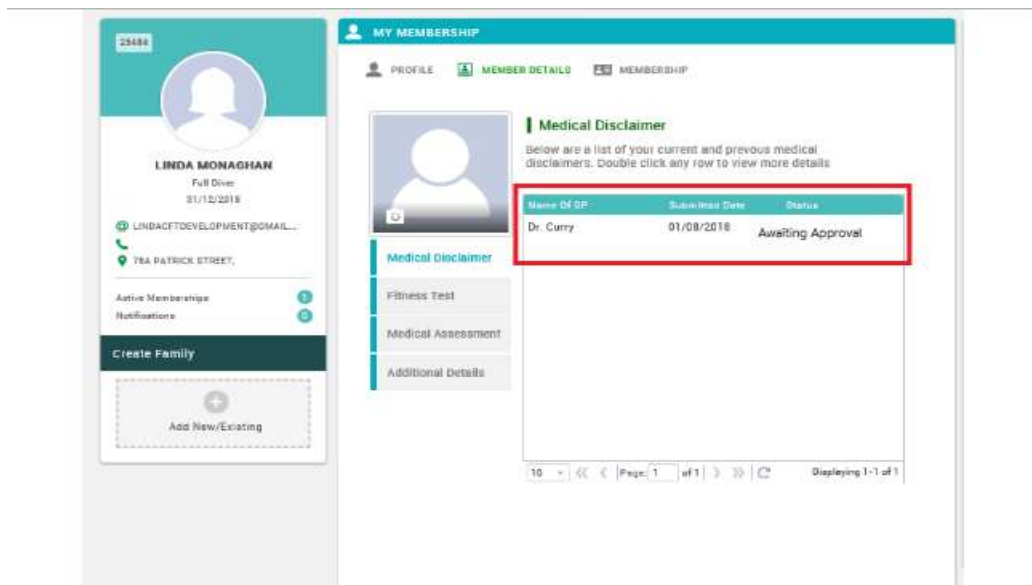 25484
LINDA MONAGHAN
Full Diver
31/12/2018
LINDACFTDEVELOPMENT@GMAIL...
78A PATRICK STREET,
Active Memberships 1
Notifications 0
Create Family
Add New/Existing
MY MEMBERSHIP
PROFILE MEMBER DETAILS MEMBERSHIP
Medical Disclaimer
Fitness Test
Medical Assessment
Additional Details
Medical Disclaimer
Below are a list of your current and prevous medical
disclaimers. Double click any row to view more details
Name Of GP Submitted Date Status
Dr. Curry 01/08/2018 Awaiting Approval
10 Page: 1 of 1 Displaying 1-1 of 1